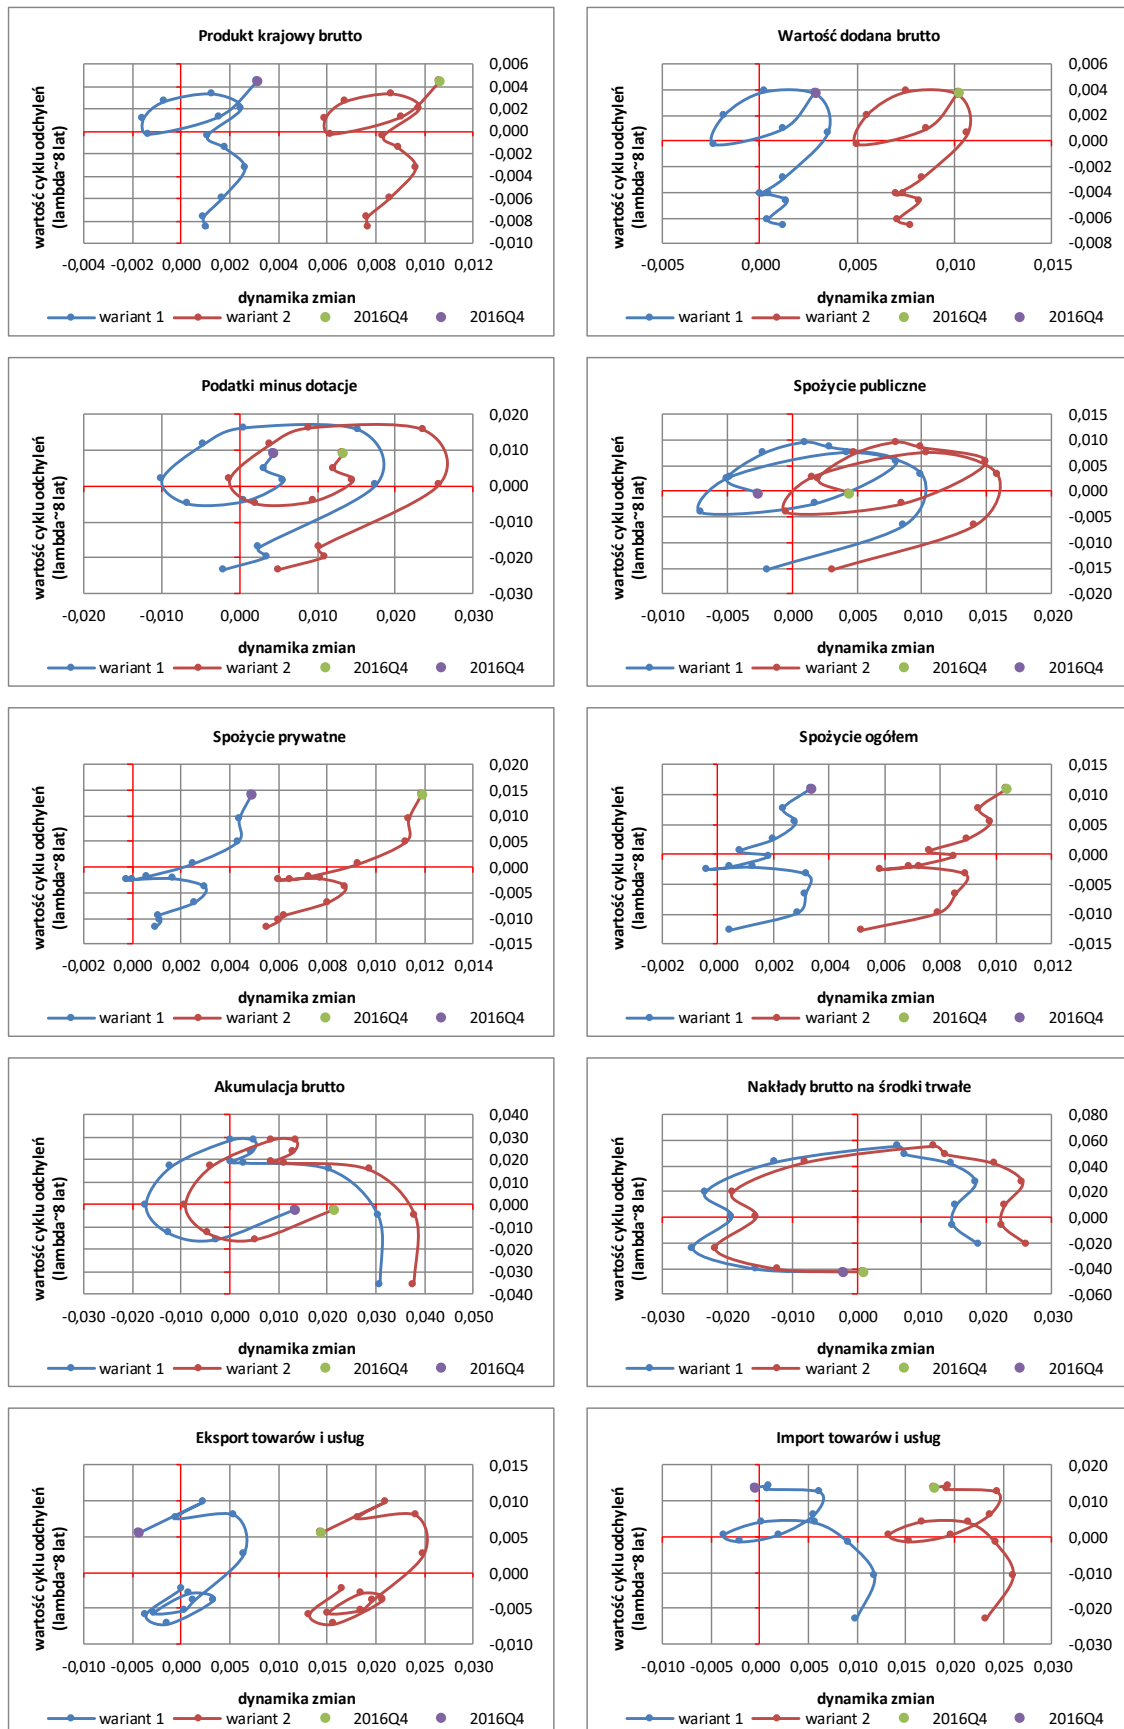 Produkt krajowy brutto
wartość cyklu odchyleń
(lambda~8 lat)
0,006
0,004
0,002
0,000
-0,002
-0,004
-0,006
-0,008
-0,010
-0,004 -0,002 0,000 0,002 0,004 0,006 0,008 0,010 0,012
dynamika zmian
wariant 1 wariant 2 2016Q4 2016Q4
Wartość dodana brutto
wartość cyklu odchyleń
(lambda~8 lat)
0,006
0,004
0,002
0,000
-0,002
-0,004
-0,006
-0,008
-0,005 0,000 0,005 0,010 0,015
dynamika zmian
wariant 1 wariant 2 2016Q4 2016Q4
Podatki minus dotacje
wartość cyklu odchyleń
(lambda~8 lat)
0,020
0,010
0,000
-0,010
-0,020
-0,030
-0,020 -0,010 0,000 0,010 0,020 0,030
dynamika zmian
wariant 1 wariant 2 2016Q4 2016Q4
Spożycie publiczne
wartość cyklu odchyleń
(lambda~8 lat)
0,015
0,010
0,005
0,000
-0,005
-0,010
-0,015
-0,020
-0,010 -0,005 0,000 0,005 0,010 0,015 0,020
dynamika zmian
wariant 1 wariant 2 2016Q4 2016Q4
Spożycie prywatne
wartość cyklu odchyleń
(lambda~8 lat)
0,020
0,015
0,010
0,005
0,000
-0,005
-0,010
-0,015
-0,002 0,000 0,002 0,004 0,006 0,008 0,010 0,012 0,014
dynamika zmian
wariant 1 wariant 2 2016Q4 2016Q4
Spożycie ogółem
wartość cyklu odchyleń
(lambda~8 lat)
0,015
0,010
0,005
0,000
-0,005
-0,010
-0,015
-0,002 0,000 0,002 0,004 0,006 0,008 0,010 0,012
dynamika zmian
wariant 1 wariant 2 2016Q4 2016Q4
Akumulacja brutto
wartość cyklu odchyleń
(lambda~8 lat)
0,040
0,030
0,020
0,010
0,000
-0,010
-0,020
-0,030
-0,040
-0,030 -0,020 -0,010 0,000 0,010 0,020 0,030 0,040 0,050
dynamika zmian
wariant 1 wariant 2 2016Q4 2016Q4
Nakłady brutto na środki trwałe
wartość cyklu odchyleń
(lambda~8 lat)
0,080
0,060
0,040
0,020
0,000
-0,020
-0,040
-0,060
-0,030 -0,020 -0,010 0,000 0,010 0,020 0,030
dynamika zmian
wariant 1 wariant 2 2016Q4 2016Q4
Eksport towarów i usług
wartość cyklu odchyleń
(lambda~8 lat)
0,015
0,010
0,005
0,000
-0,005
-0,010
-0,010 -0,005 0,000 0,005 0,010 0,015 0,020 0,025 0,030
dynamika zmian
wariant 1 wariant 2 2016Q4 2016Q4
Import towarów i usług
wartość cyklu odchyleń
(lambda~8 lat)
0,020
0,010
0,000
-0,010
-0,020
-0,030
-0,010 -0,005 0,000 0,005 0,010 0,015 0,020 0,025 0,030
dynamika zmian
wariant 1 wariant 2 2016Q4 2016Q4